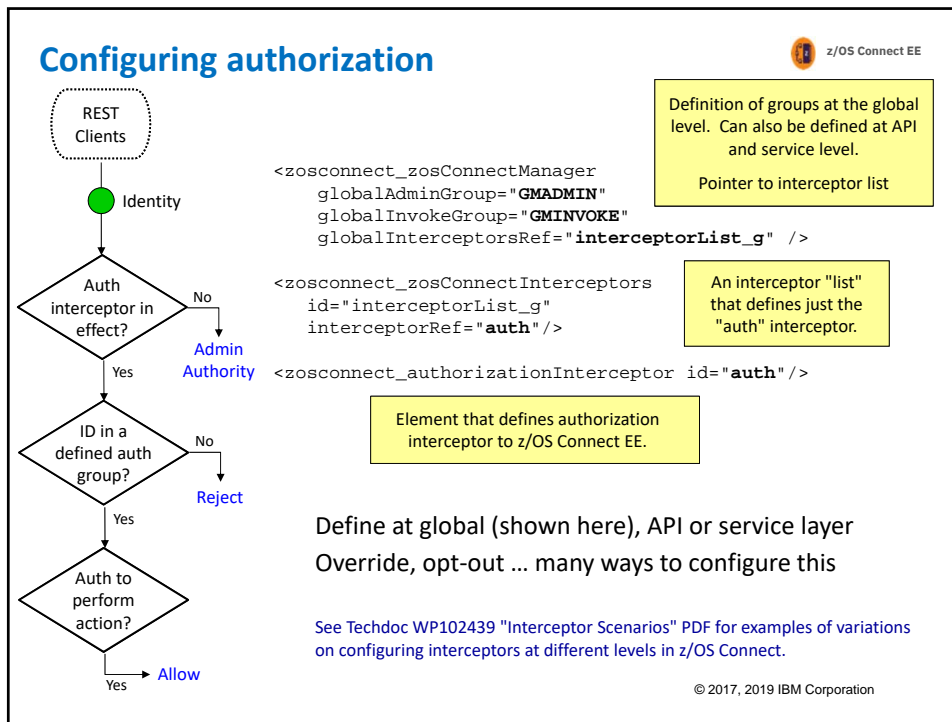 Configuring authorization
z/OS Connect EE
REST
Clients
Identity
Auth
interceptor in
effect?
No
Admin
Authority
Yes
ID in a
defined auth
group?
No
Reject
Yes
Auth to
perform
action?
Yes
Allow
<zosconnect_zosConnectManager
globalAdminGroup="GMADMIN"
globalInvokeGroup="GMINVOKE"
globalInterceptorsRef="interceptorList_g" />
Definition of groups at the global
level. Can also be defined at API
and service level.
Pointer to interceptor list
<zosconnect_zosConnectInterceptors
id="interceptorList_g"
interceptorRef="auth"/>
An interceptor "list"
that defines just the
"auth" interceptor.
<zosconnect_authorizationInterceptor id="auth"/>
Element that defines authorization
interceptor to z/OS Connect EE.
Define at global (shown here), API or service layer
Override, opt-out … many ways to configure this
See Techdoc WP102439 "Interceptor Scenarios" PDF for examples of variations
on configuring interceptors at different levels in z/OS Connect.
© 2017, 2019 IBM Corporation